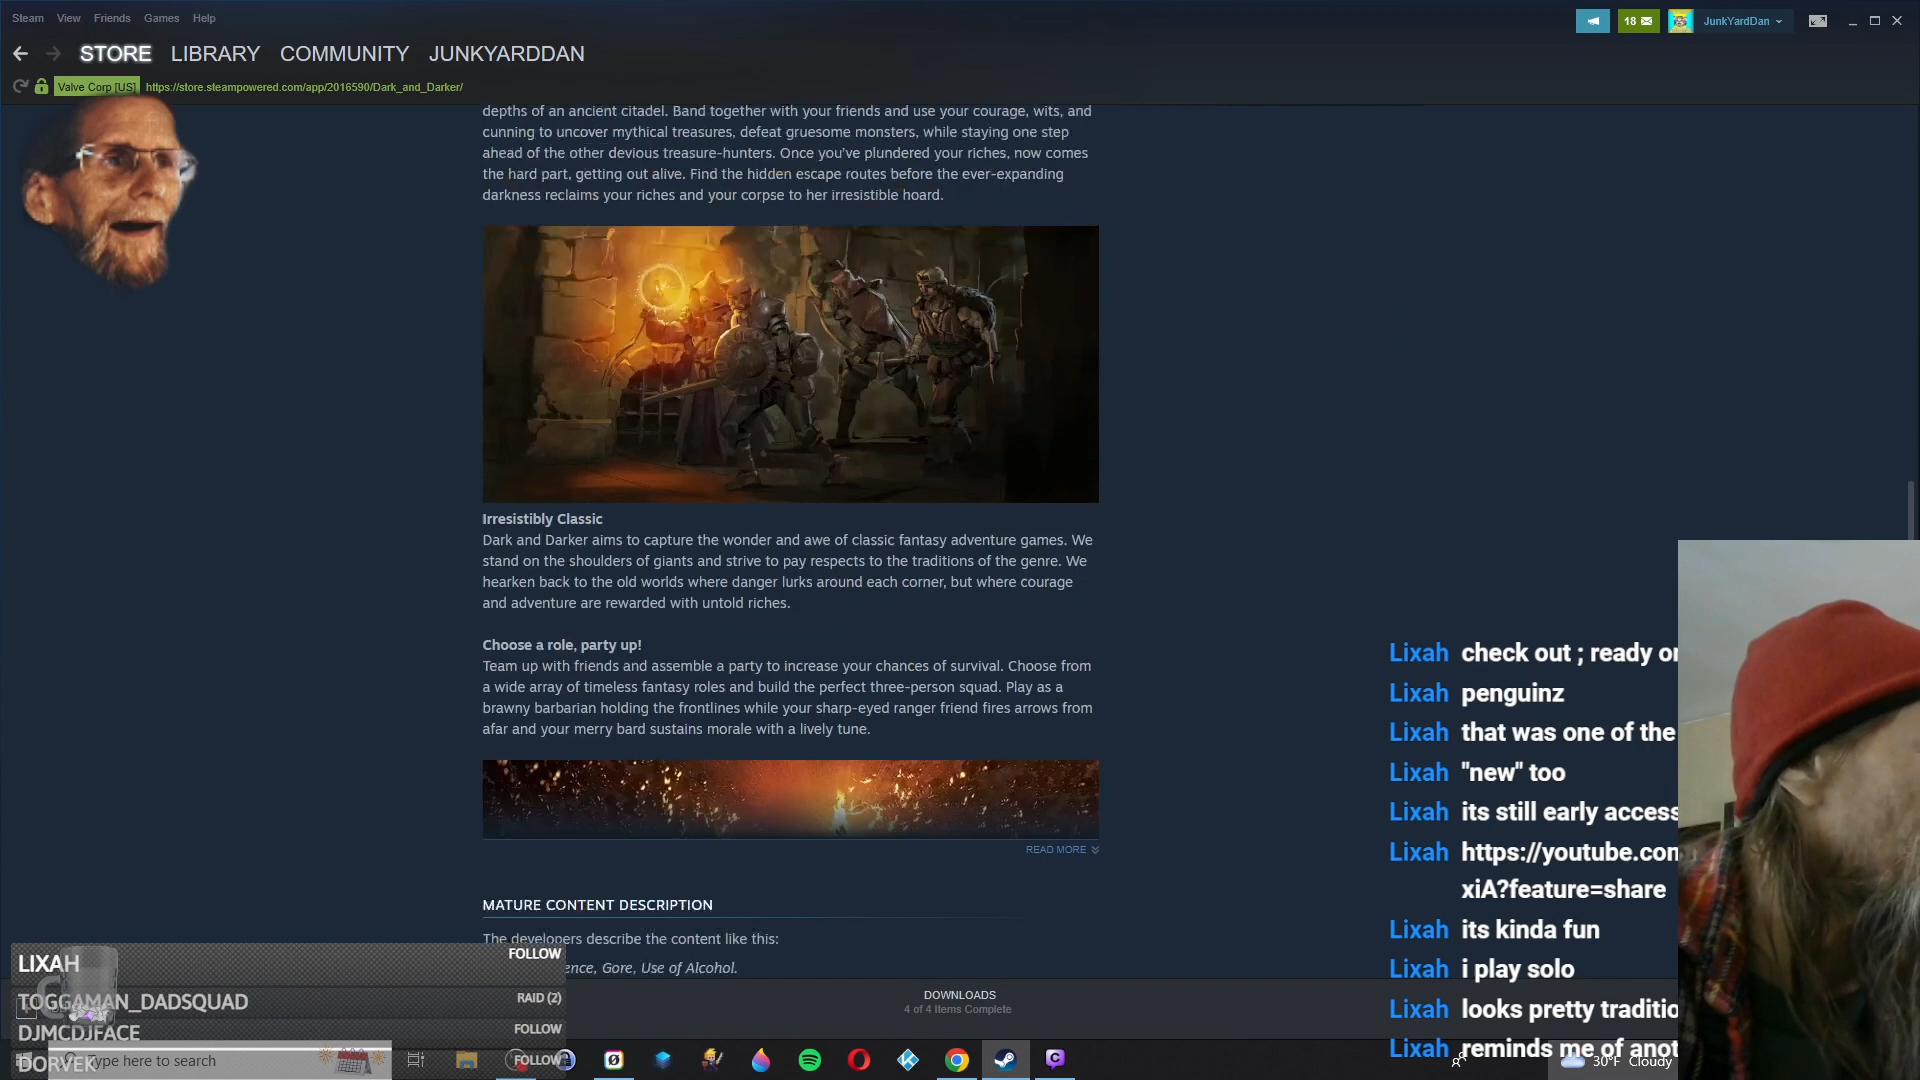 Steam View Friends Games Help
18
JunkYardDan
STORE LIBRARY COMMUNITY JUNKYARDDAN
Valve Corp [US] https://store.steampowered.com/app/2016590/Dark_and_Darker/
depths of an ancient citadel. Band together with your friends and use your courage, wits, and
cunning to uncover mythical treasures, defeat gruesome monsters, while staying one step
ahead of the other devious treasure-hunters. Once you've plundered your riches, now comes
the hard part, getting out alive. Find the hidden escape routes before the ever-expanding
darkness reclaims your riches and your corpse to her irresistible hoard.
Irresistibly Classic
Dark and Darker aims to capture the wonder and awe of classic fantasy adventure games. We
stand on the shoulders of giants and strive to pay respects to the traditions of the genre. We
hearken back to the old worlds where danger lurks around each corner, but where courage
and adventure are rewarded with untold riches.
Choose a role, party up!
Team up with friends and assemble a party to increase your chances of survival. Choose from
a wide array of timeless fantasy roles and build the perfect three-person squad. Play as a
brawny barbarian holding the frontlines while your sharp-eyed ranger friend fires arrows from
afar and your merry bard sustains morale with a lively tune.
READ MORE
MATURE CONTENT DESCRIPTION
The developers describe the content like this:
Gore, Use of Alcohol.
DOWNLOADS
4 of 4 Items Complete
Lixah check out ; ready
Lixah penguinz
Lixah that was one of the
Lixah "new" too
Lixah its still early access
Lixah https://youtube.con
xiA?feature=share
Lixah its kinda fun
Lixah i play solo
Lixah looks pretty traditio
Lixah reminds me of anot
LIXAH FOLLOW
TOGGAMAN_DADSQUAD RAID (2)
DJMCDJFACE FOLLOW
DORVEK FOLLOW
Type here to search
30°F Cloudy